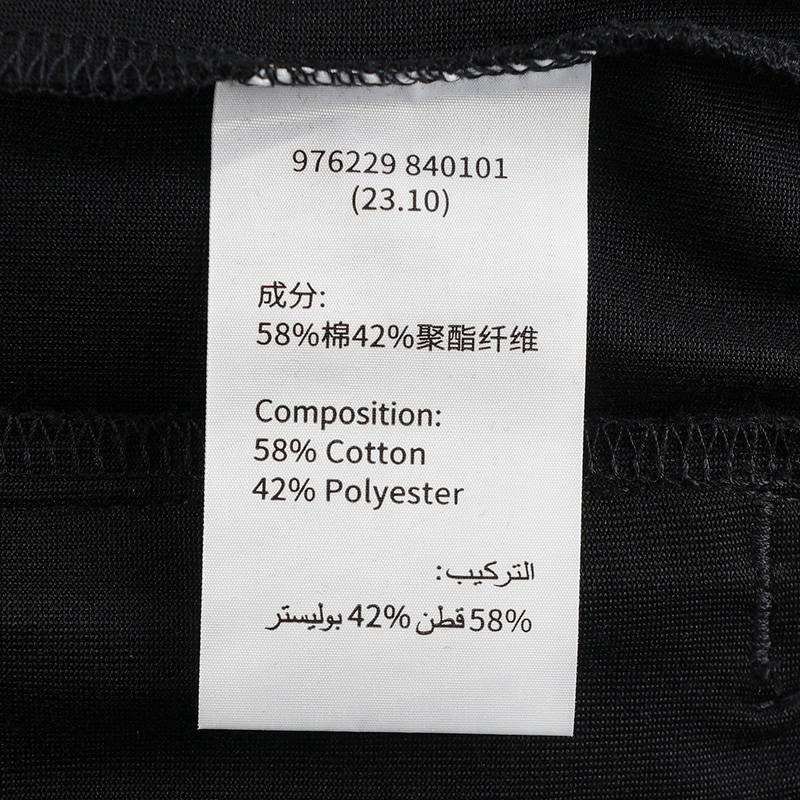 976229 840101
(23.10)
成分:
58%棉42%聚酯纤维
Composition:
58% Cotton
42% Polyester
التركيب:
58% قطن 42% بوليستر